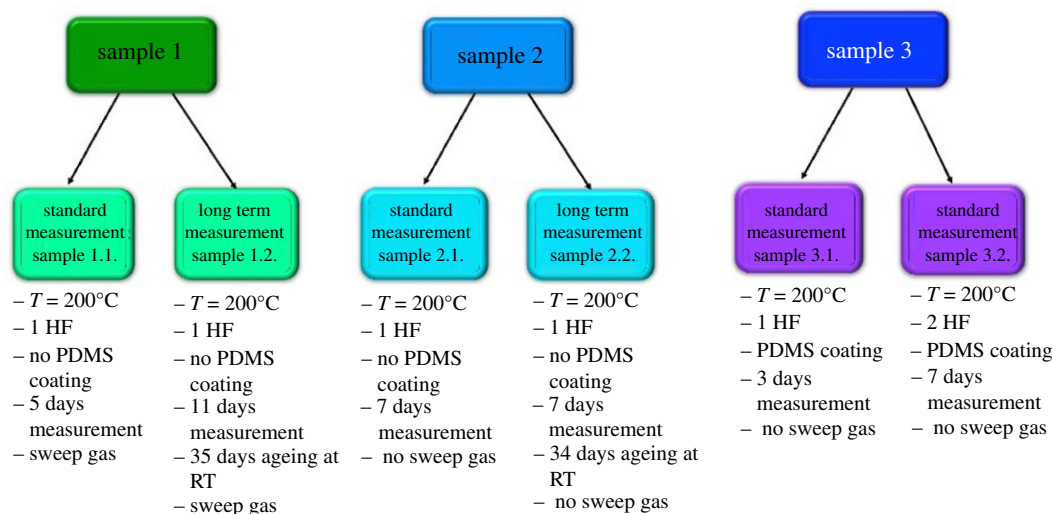 sample 1
sample 2
sample 3
standard
measurement
sample 1.1.
– T = 200°C
– 1 HF
– no PDMS
coating
– 5 days
measurement
– sweep gas
long term
measurement
sample 1.2.
– T = 200°C
– 1 HF
– no PDMS
coating
– 11 days
measurement
– 35 days ageing at
RT
– sweep gas
standard
measurement
sample 2.1.
– T = 200°C
– 1 HF
– no PDMS
coating
– 7 days
measurement
– no sweep gas
long term
measurement
sample 2.2.
– T = 200°C
– 1 HF
– no PDMS
coating
– 7 days
measurement
– 34 days ageing at
RT
– no sweep gas
standard
measurement
sample 3.1.
– T = 200°C
– 1 HF
– PDMS coating
– 3 days
measurement
– no sweep gas
standard
measurement
sample 3.2.
– T = 200°C
– 2 HF
– PDMS coating
– 7 days
measurement
– no sweep gas